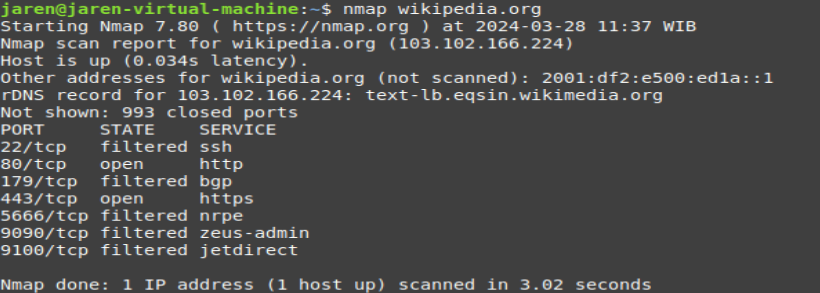 jaren@jaren-virtual-machine:~$ nmap wikipedia.org
Starting Nmap 7.80 ( https://nmap.org ) at 2024-03-28 11:37 WIB
Nmap scan report for wikipedia.org (103.102.166.224)
Host is up (0.034s latency).
Other addresses for wikipedia.org (not scanned): 2001:df2:e500:ed1a::1
rDNS record for 103.102.166.224: text-lb.eqsin.wikimedia.org
Not shown: 993 closed ports
PORT     STATE    SERVICE
22/tcp   filtered ssh
80/tcp   open     http
179/tcp  filtered bgp
443/tcp  open     https
5666/tcp filtered nrpe
9090/tcp filtered zeus-admin
9100/tcp filtered jetdirect
Nmap done: 1 IP address (1 host up) scanned in 3.02 seconds